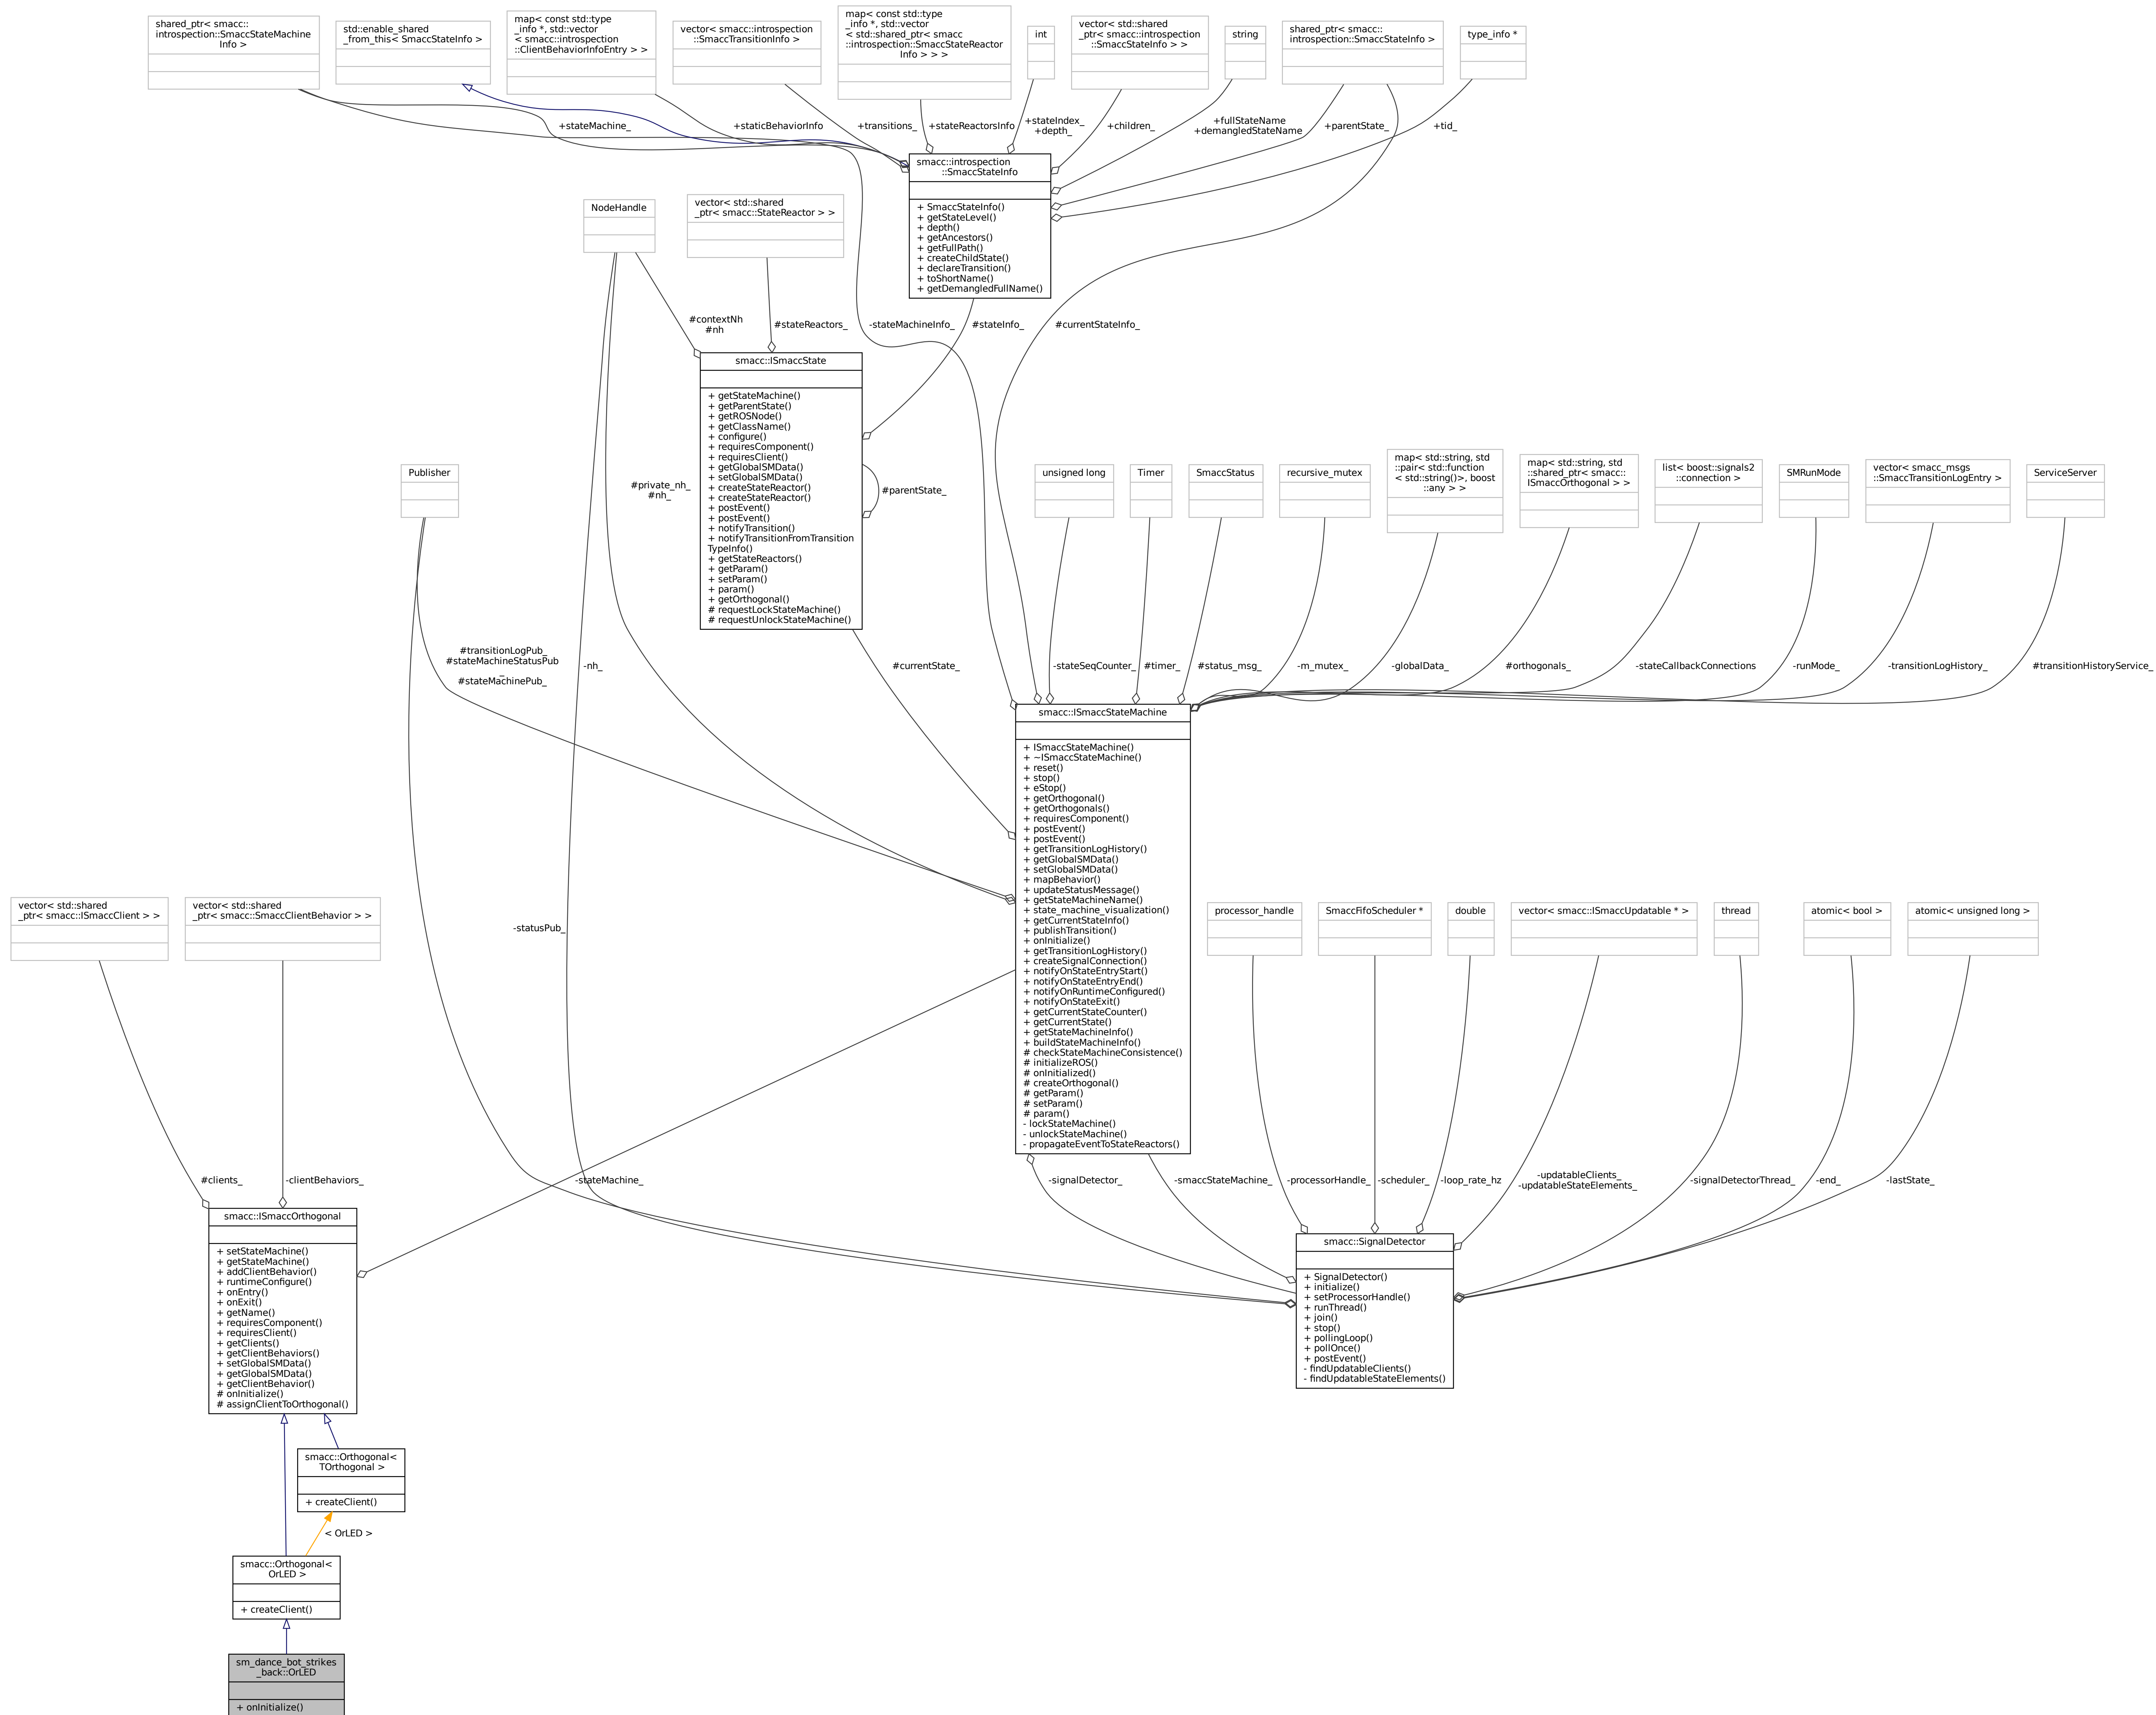 shared_ptr< smacc::
introspection::SmaccStateMachine
Info >
std::enable_shared
_from_this< SmaccStateInfo >
map< const std::type
_info *, std::vector
< smacc::introspection
::ClientBehaviorInfoEntry > >
vector< smacc::introspection
::SmaccTransitionInfo >
map< const std::type
_info *, std::vector
< std::shared_ptr< smacc
::introspection::SmaccStateReactor
Info > > >
int
vector< std::shared
_ptr< smacc::introspection
::SmaccStateInfo > >
string
shared_ptr< smacc::
introspection::SmaccStateInfo >
type_info *
+stateMachine_
+staticBehaviorInfo
+transitions_
+stateReactorsInfo
+stateIndex_
+depth_
+children_
+fullStateName
+demangledStateName
+parentState_
+tid_
smacc::introspection
::SmaccStateInfo
+ SmaccStateInfo()
+ getStateLevel()
+ depth()
+ getAncestors()
+ getFullPath()
+ createChildState()
+ declareTransition()
+ toShortName()
+ getDemangledFullName()
NodeHandle
vector< std::shared
_ptr< smacc::StateReactor > >
#contextNh
#nh
#stateReactors_
-stateMachineInfo_
#stateInfo_
#currentStateInfo_
smacc::ISmaccState
+ getStateMachine()
+ getParentState()
+ getROSNode()
+ getClassName()
+ configure()
+ requiresComponent()
+ requiresClient()
+ getGlobalSMData()
+ setGlobalSMData()
+ createStateReactor()
+ createStateReactor()
+ postEvent()
+ postEvent()
+ notifyTransition()
+ notifyTransitionFromTransition
TypeInfo()
+ getStateReactors()
+ getParam()
+ setParam()
+ param()
+ getOrthogonal()
# requestLockStateMachine()
# requestUnlockStateMachine()
#parentState_
Publisher
#private_nh_
#nh_
unsigned long
Timer
SmaccStatus
recursive_mutex
map< std::string, std
::pair< std::function
< std::string()>, boost
::any > >
map< std::string, std
::shared_ptr< smacc::
ISmaccOrthogonal > >
list< boost::signals2
::connection >
SMRunMode
vector< smacc_msgs
::SmaccTransitionLogEntry >
ServiceServer
#transitionLogPub_
#stateMachineStatusPub
_
#stateMachinePub_
-nh_
#currentState_
-stateSeqCounter_
#timer_
#status_msg_
-m_mutex_
-globalData_
#orthogonals_
-stateCallbackConnections
-runMode_
-transitionLogHistory_
#transitionHistoryService_
smacc::ISmaccStateMachine
+ ISmaccStateMachine()
+ ~ISmaccStateMachine()
+ reset()
+ stop()
+ eStop()
+ getOrthogonal()
+ getOrthogonals()
+ requiresComponent()
+ postEvent()
+ postEvent()
+ getTransitionLogHistory()
+ getGlobalSMData()
+ setGlobalSMData()
+ mapBehavior()
+ updateStatusMessage()
+ getStateMachineName()
+ state_machine_visualization()
+ getCurrentStateInfo()
+ publishTransition()
+ onInitialize()
+ getTransitionLogHistory()
+ createSignalConnection()
+ notifyOnStateEntryStart()
+ notifyOnStateEntryEnd()
+ notifyOnRuntimeConfigured()
+ notifyOnStateExit()
+ getCurrentStateCounter()
+ getCurrentState()
+ getStateMachineInfo()
+ buildStateMachineInfo()
# checkStateMachineConsistence()
# initializeROS()
# onInitialized()
# createOrthogonal()
# getParam()
# setParam()
# param()
- lockStateMachine()
- unlockStateMachine()
- propagateEventToStateReactors()
vector< std::shared
_ptr< smacc::ISmaccClient > >
vector< std::shared
_ptr< smacc::SmaccClientBehavior > >
-statusPub_
processor_handle
SmaccFifoScheduler *
double
vector< smacc::ISmaccUpdatable * >
thread
atomic< bool >
atomic< unsigned long >
#clients_
-clientBehaviors_
-stateMachine_
-signalDetector_
-smaccStateMachine_
-processorHandle_
-scheduler_
-loop_rate_hz
-updatableClients_
-updatableStateElements_
-signalDetectorThread_
-end_
-lastState_
smacc::ISmaccOrthogonal
+ setStateMachine()
+ getStateMachine()
+ addClientBehavior()
+ runtimeConfigure()
+ onEntry()
+ onExit()
+ getName()
+ requiresComponent()
+ requiresClient()
+ getClients()
+ getClientBehaviors()
+ setGlobalSMData()
+ getGlobalSMData()
+ getClientBehavior()
# onInitialize()
# assignClientToOrthogonal()
smacc::SignalDetector
+ SignalDetector()
+ initialize()
+ setProcessorHandle()
+ runThread()
+ join()
+ stop()
+ pollingLoop()
+ pollOnce()
+ postEvent()
- findUpdatableClients()
- findUpdatableStateElements()
smacc::Orthogonal<
TOrthogonal >
+ createClient()
< OrLED >
smacc::Orthogonal<
OrLED >
+ createClient()
sm_dance_bot_strikes
_back::OrLED
+ onInitialize()